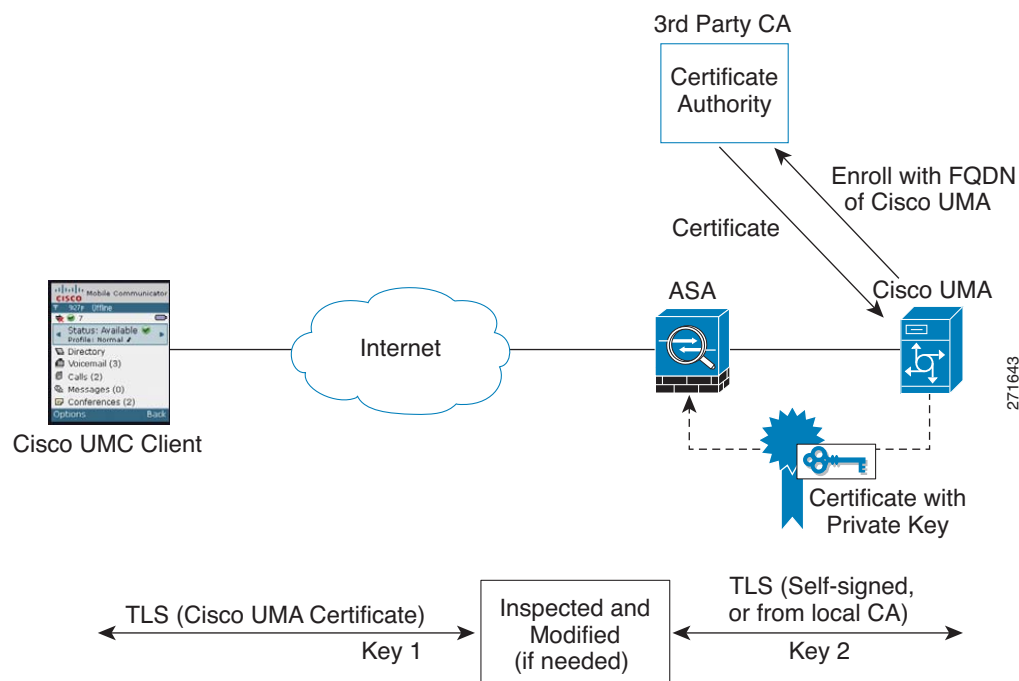 3rd Party CA
Certificate
Authority
Enroll with FQDN
of Cisco UMA
Certificate
ASA
Cisco UMA
Internet
CISCO Mobile Communicator
Offline
7
Status: Available
Profile: Normal
Directory
Voicemail (3)
Calls (2)
Messages (0)
Conferences (2)
Options Back
Cisco UMC Client
Certificate with
Private Key
271643
TLS (Cisco UMA Certificate)
Key 1
Inspected and
Modified
(if needed)
TLS (Self-signed,
or from local CA)
Key 2